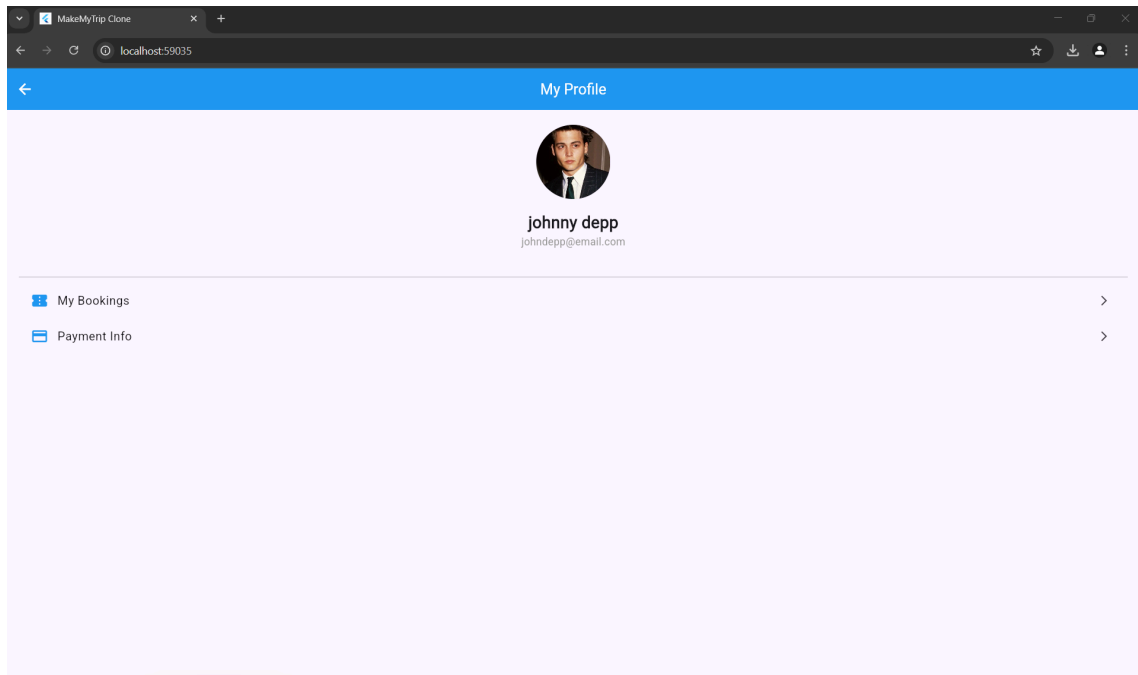 MakeMyTrip Clone
localhost:59035
My Profile
johnny depp
johndepp@email.com
My Bookings
Payment Info